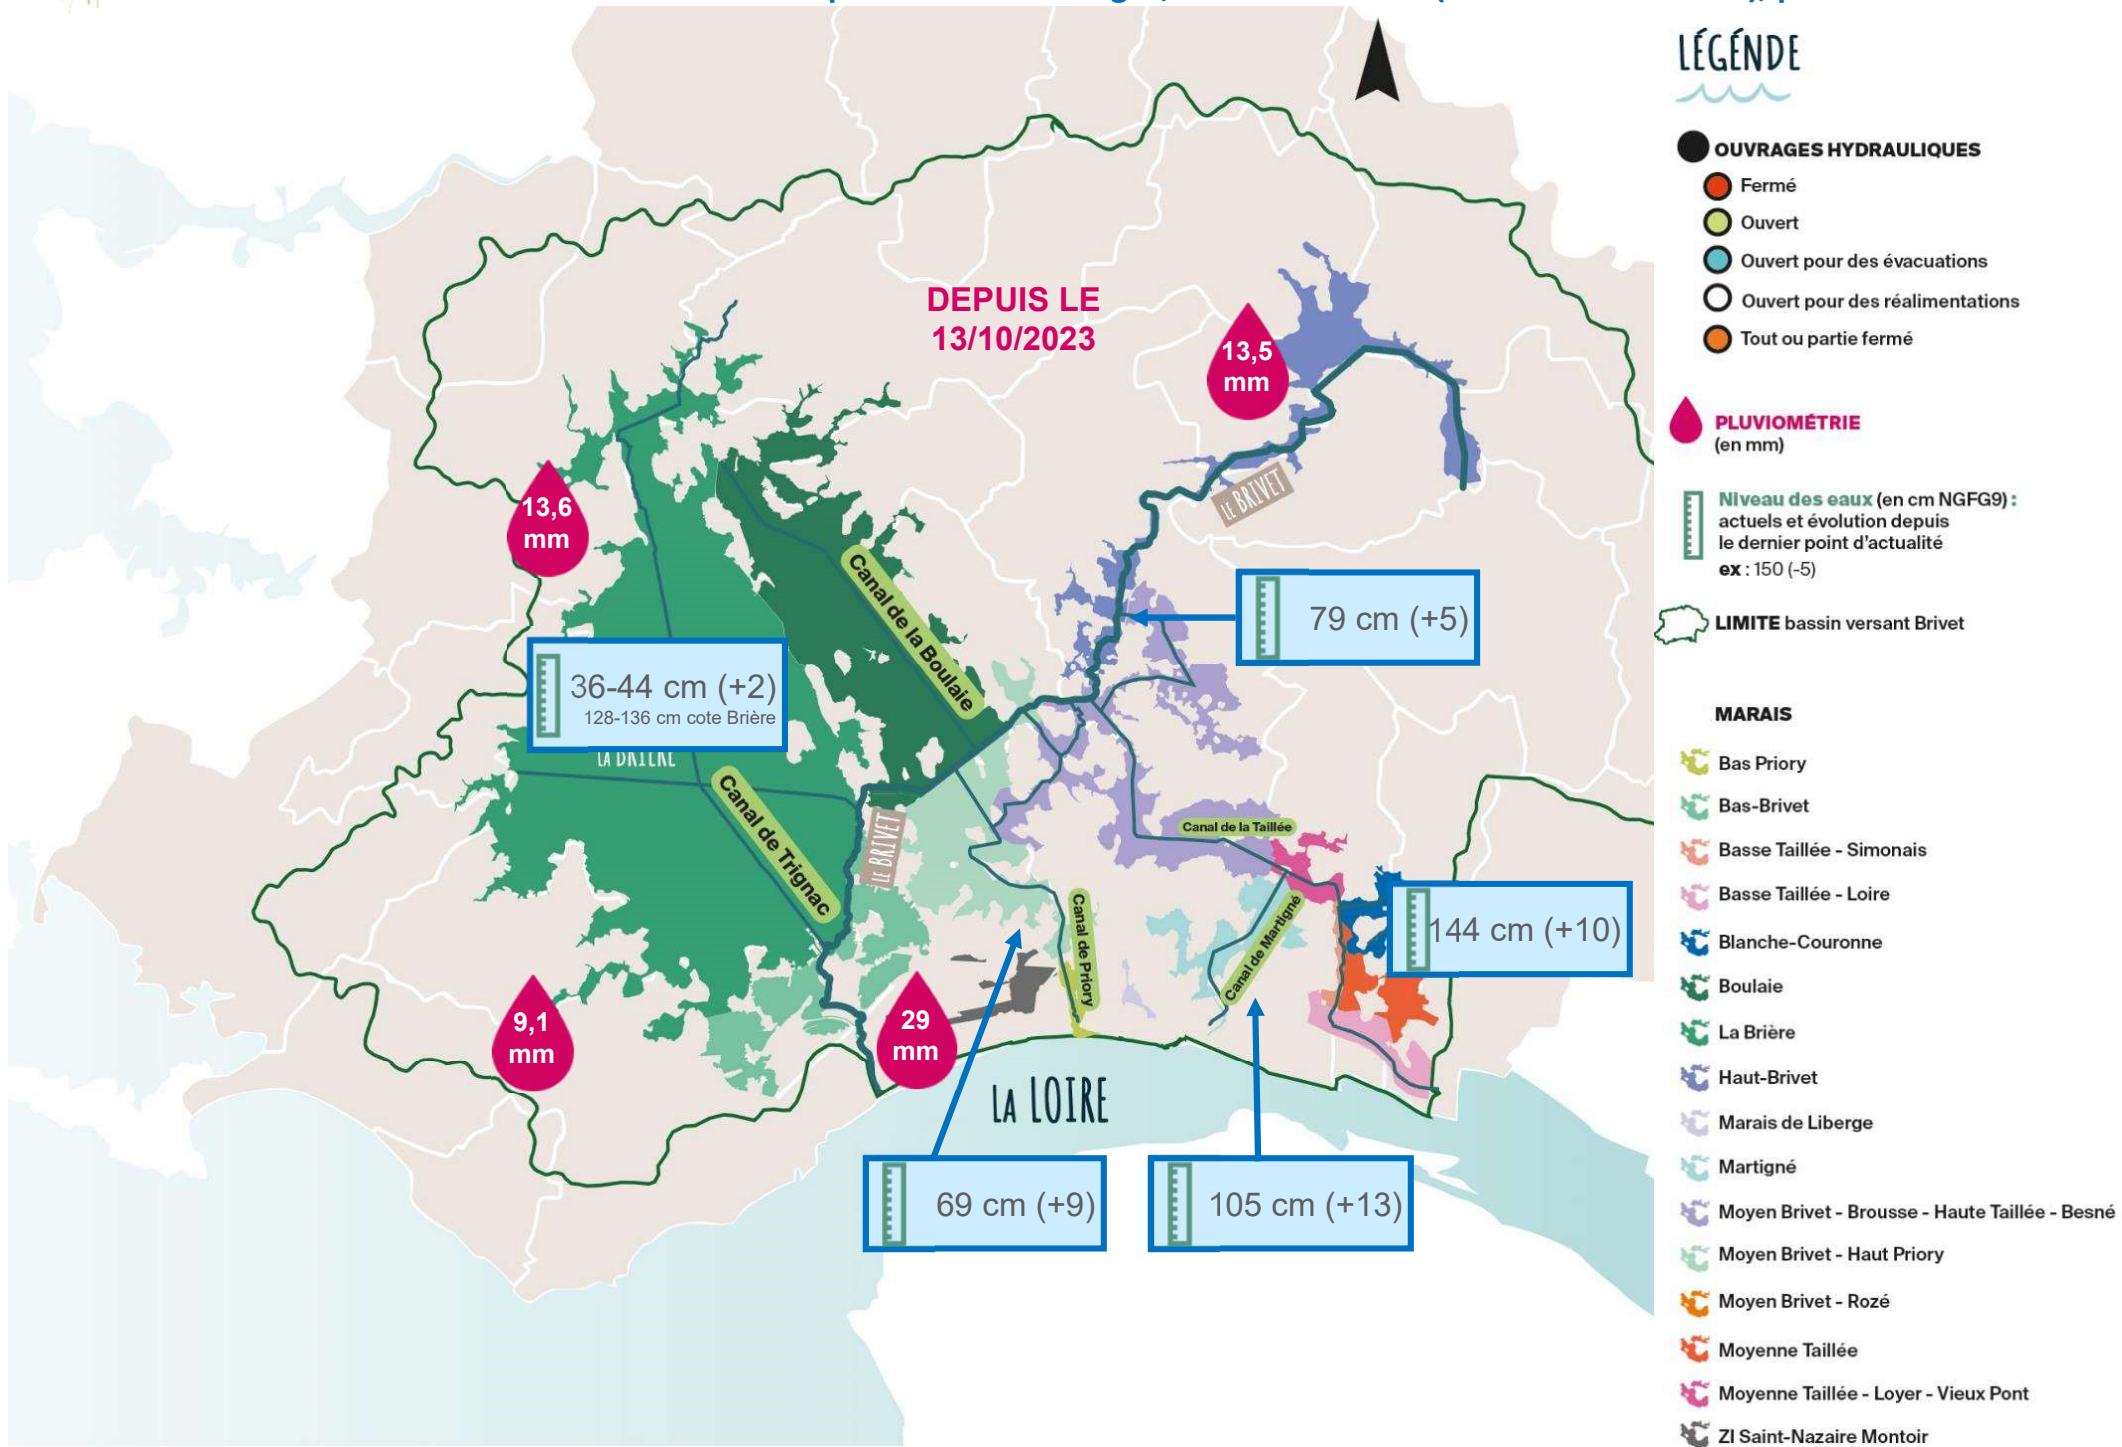 DEPUIS LE
13/10/2023
13,5
mm
13,6
mm
9,1
mm
29
mm
LE BRIVET
Canal de la Boulaie
79 cm (+5)
36-44 cm (+2)
128-136 cm cote Brière
LA BRIÈRE
Canal de Trignac
LE BRIVET
Canal de la Taillée
Canal de Priory
Canal de Martigné
144 cm (+10)
LA LOIRE
69 cm (+9)
105 cm (+13)
LÉGÉNDE
OUVRAGES HYDRAULIQUES
Fermé
Ouvert
Ouvert pour des évacuations
Ouvert pour des réalimentations
Tout ou partie fermé
PLUVIOMÉTRIE
(en mm)
Niveau des eaux (en cm NGFG9) :
actuels et évolution depuis
le dernier point d'actualité
ex : 150 (-5)
LIMITE bassin versant Brivet
MARAIS
Bas Priory
Bas-Brivet
Basse Taillée - Simonais
Basse Taillée - Loire
Blanche-Couronne
Boulaie
La Brière
Haut-Brivet
Marais de Liberge
Martigné
Moyen Brivet - Brousse - Haute Taillée - Besné
Moyen Brivet - Haut Priory
Moyen Brivet - Rozé
Moyenne Taillée
Moyenne Taillée - Loyer - Vieux Pont
ZI Saint-Nazaire Montoir